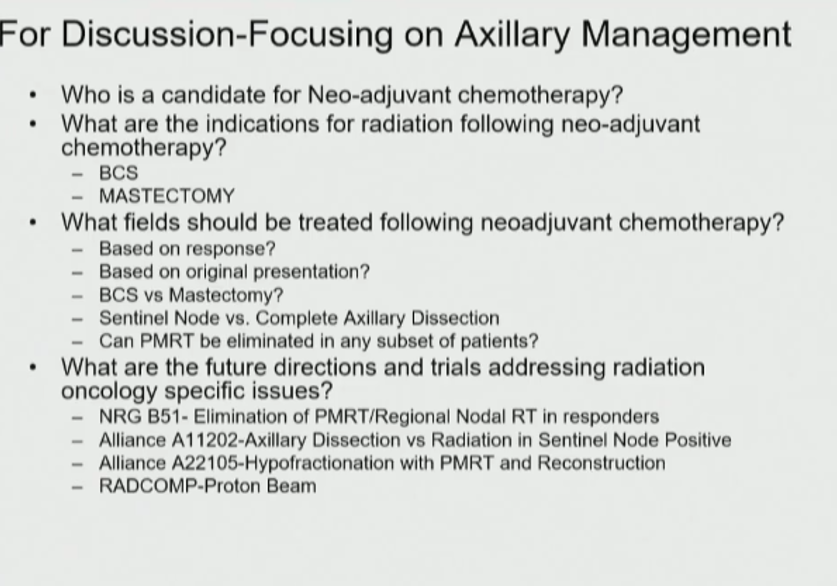 For Discussion-Focusing on Axillary Management
• Who is a candidate for Neo-adjuvant chemotherapy?
• What are the indications for radiation following neo-adjuvant
chemotherapy?
– BCS
– MASTECTOMY
• What fields should be treated following neoadjuvant chemotherapy?
– Based on response?
– Based on original presentation?
– BCS vs Mastectomy?
– Sentinel Node vs. Complete Axillary Dissection
– Can PMRT be eliminated in any subset of patients?
• What are the future directions and trials addressing radiation
oncology specific issues?
– NRG B51- Elimination of PMRT/Regional Nodal RT in responders
– Alliance A11202-Axillary Dissection vs Radiation in Sentinel Node Positive
– Alliance A22105-Hypofractionation with PMRT and Reconstruction
– RADCOMP-Proton Beam